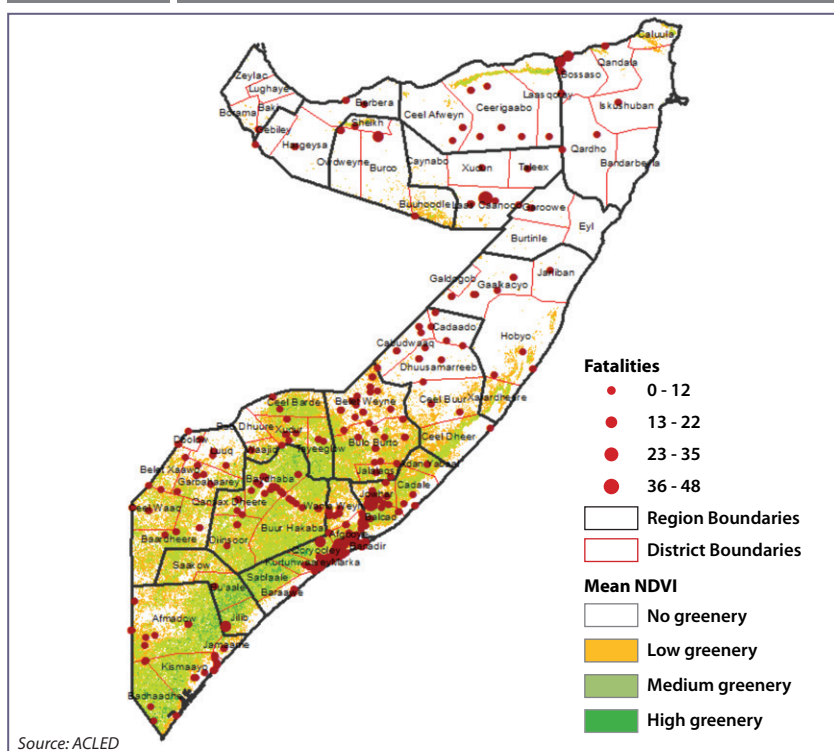 Caluula
Qandala
Bossaso
Zeylac
Lughaye
Laasqoray
Iskushuban
Berbera
Ceerigaabo
Borama
Baki
Ceel Afweyn
Sheikh
Gebiley
Hargeysa
Qardho
Owdweyne
Burco
Caynabo
Xudun
Taleex
Bandarbeyla
Buuhoodle
Laas Caanood
Garoowe
Eyl
Burtinle
Galdogob
Jariban
Gaalkacyo
Cadaado
Hobyo
Cabudwaaq
Dhuusamarreeb
Fatalities
0 - 12
13 - 22
23 - 35
36 - 48
Region Boundaries
District Boundaries
Mean NDVI
No greenery
Low greenery
Medium greenery
High greenery
Ceel Barde
Belet Weyne
Ceel Buur
Xarardheere
Rab Dhuure
Xudur
Doolow
Luuq
Waajid
Tayeeglow
Bulo Burto
Ceel Dheer
Belet Xaawo
Garbahaarey
Baydhaba
Jalalaqsi
Adan Yabaal
Cadale
Jowhar
Ceel Waaq
Qansax Dheere
Wanla Weyn
Balcad
Buur Hakaba
Afgooye
Baardheere
Diinsoor
Banadir
Qoryooley
Kurtunwaarey
Marka
Saakow
Sablaale
Bu'aale
Baraawe
Afmadow
Jilib
Jamaame
Kismaayo
Badhaadhe
Source: ACLED